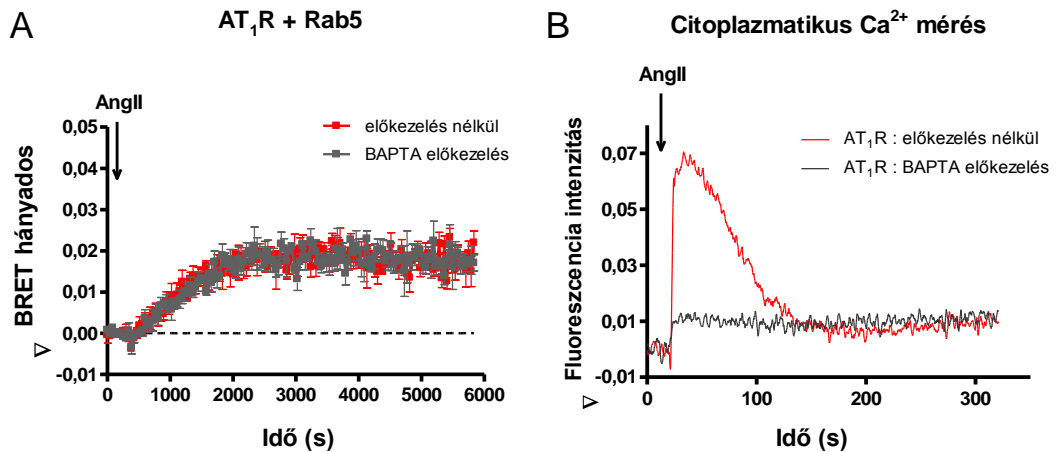 A
AT₁R + Rab5
AngII
előkezelés nélkül
BAPTA előkezelés
0,05
0,04
0,03
0,02
0,01
0,00
-0,01
0
1000
2000
3000
4000
5000
6000
∇ BRET hányados
Idő (s)
B
Citoplazmatikus Ca²⁺ mérés
AngII
AT₁R : előkezelés nélkül
AT₁R : BAPTA előkezelés
0,07
0,05
0,03
0,01
-0,01
0
100
200
300
∇ Fluoreszcencia intenzitás
Idő (s)